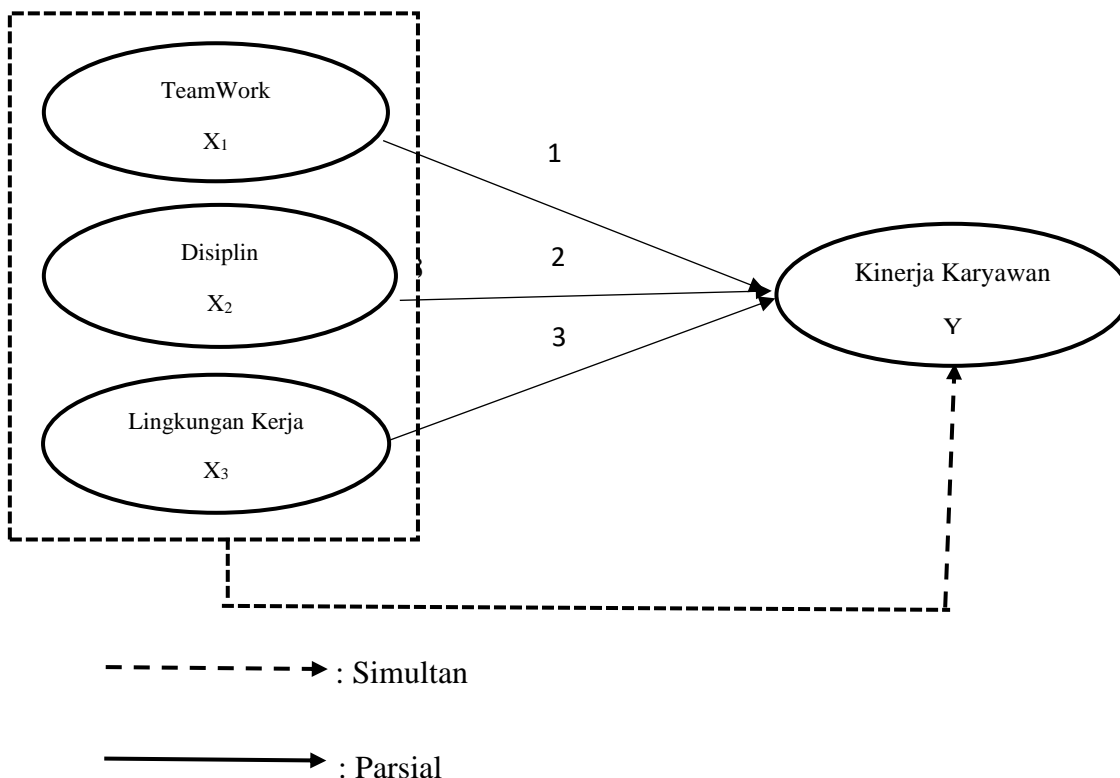 TeamWork
X1
1
Disiplin
X2
2
Kinerja Karyawan
Y
3
Lingkungan Kerja
X3
: Simultan
: Parsial